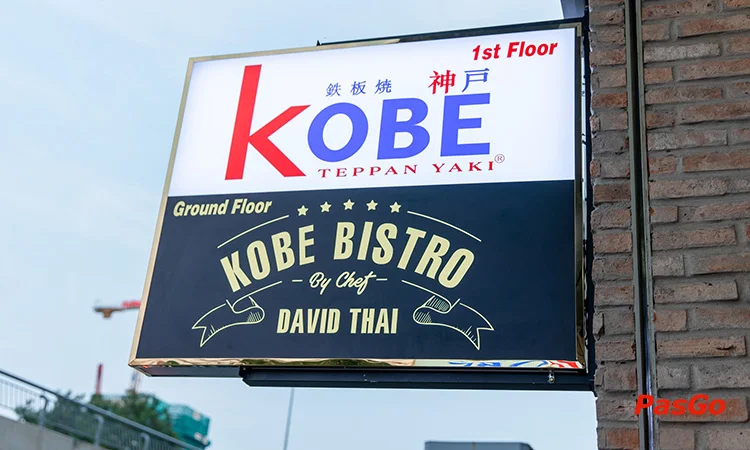 1st Floor
鉄板焼 神戸
KOBE
TEPPAN YAKI®
Ground Floor
KOBE BISTRO
By Chef
DAVID THAI
PasGo